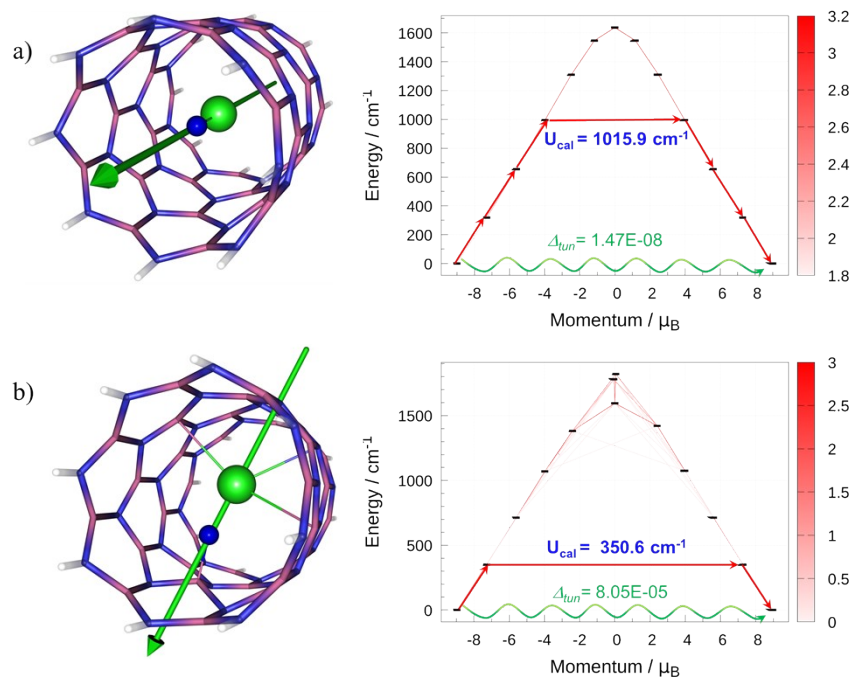 a)
Energy / cm-1
1600
1400
1200
1000
800
600
400
200
0
Ucal = 1015.9 cm-1
Δtun = 1.47E-08
-8 -6 -4 -2 0 2 4 6 8
Momentum / μB
3.2
3
2.8
2.6
2.4
2.2
2
1.8
b)
Energy / cm-1
1500
1000
500
0
Ucal = 350.6 cm-1
Δtun = 8.05E-05
-8 -6 -4 -2 0 2 4 6 8
Momentum / μB
3
2.5
2
1.5
1
0.5
0